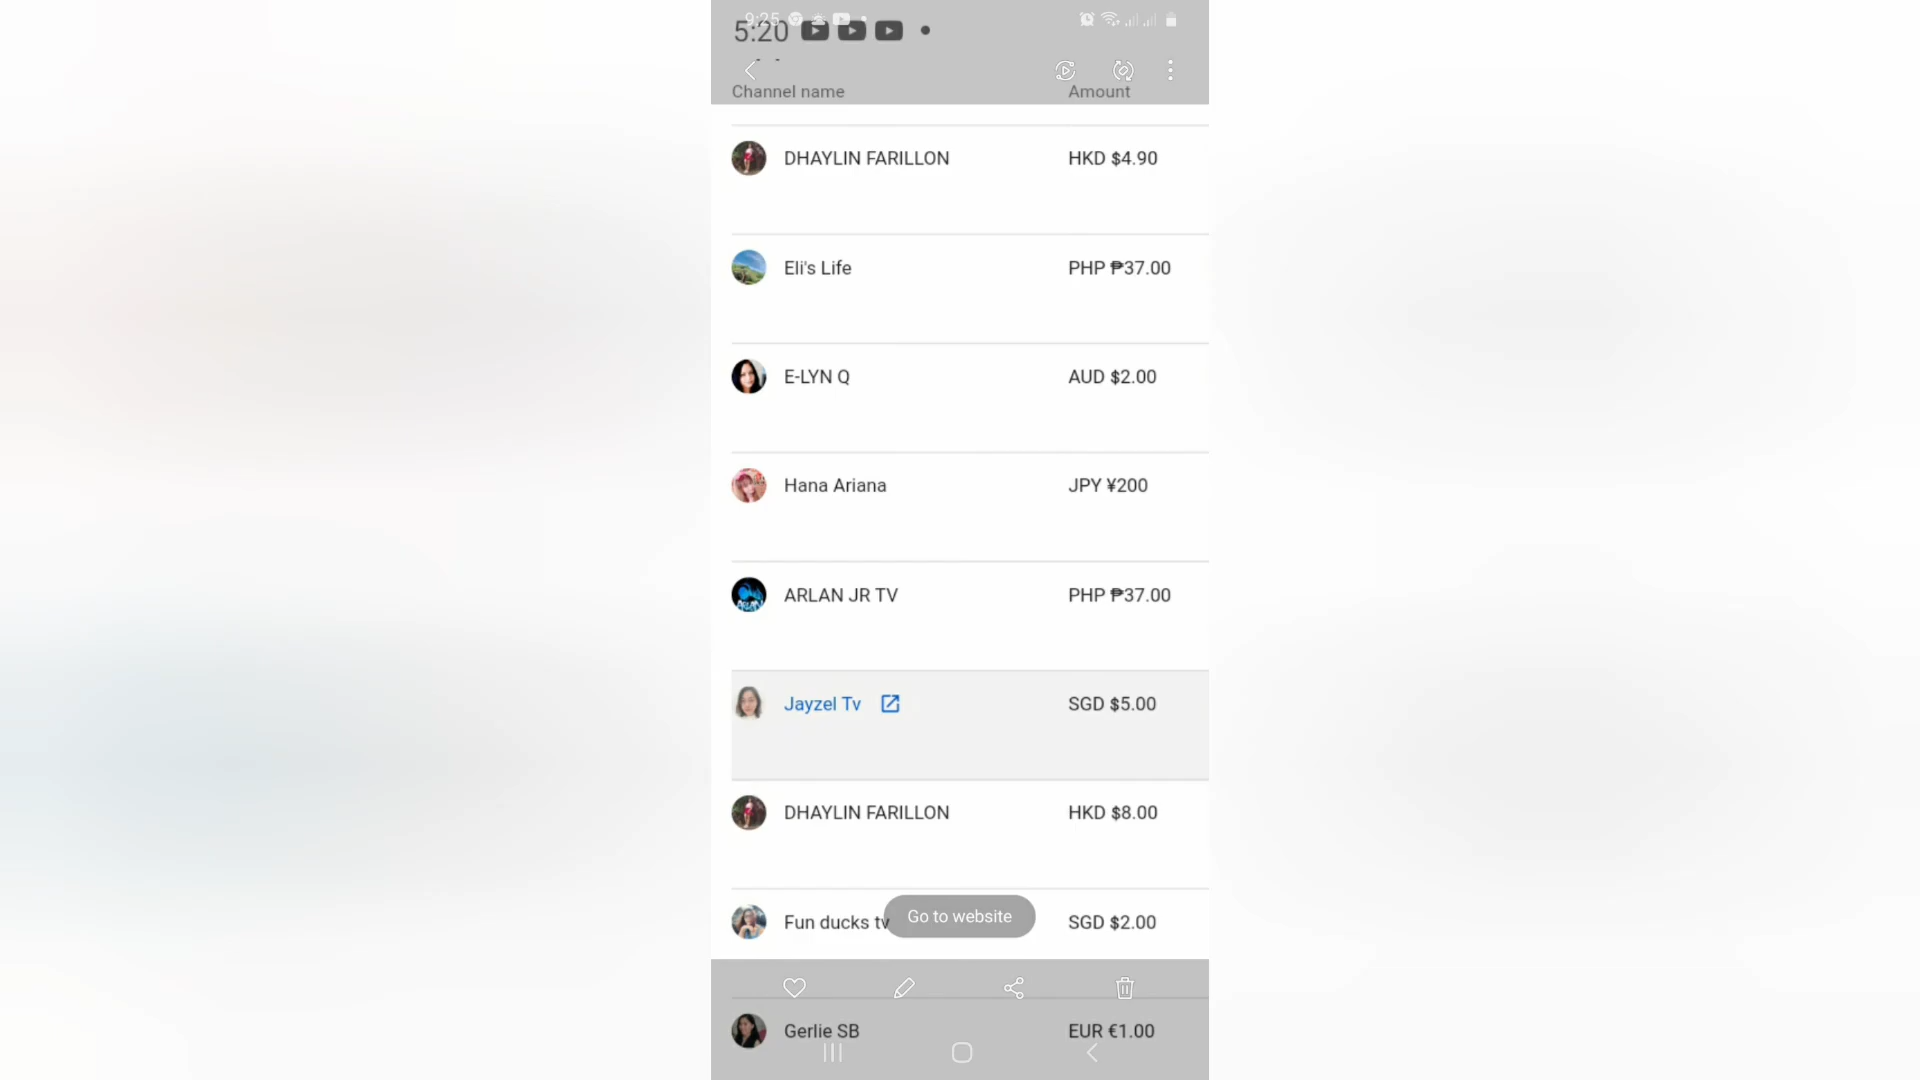 9:25
5:20
Channel name Amount
DHAYLIN FARILLON HKD $4.90
Eli's Life PHP ₱37.00
E-LYN Q AUD $2.00
Hana Ariana JPY ¥200
ARLAN JR TV PHP ₱37.00
Jayzel Tv SGD $5.00
DHAYLIN FARILLON HKD $8.00
Fun ducks tv SGD $2.00
Go to website
Gerlie SB EUR €1.00